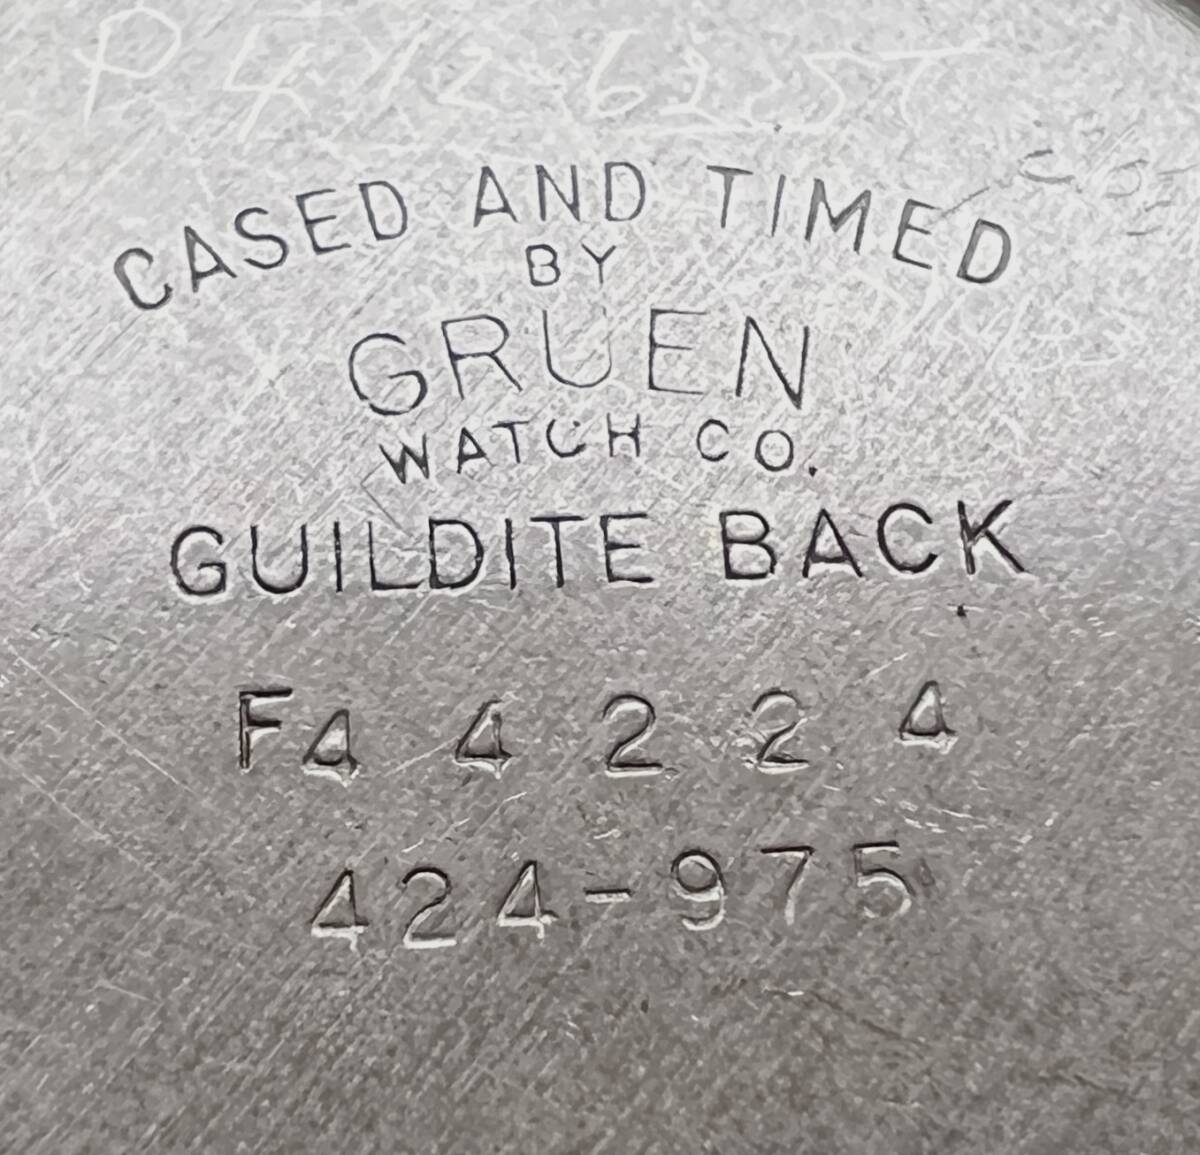 CASED AND TIMED
BY
GRUEN
WATCH CO.
GUILDITE BACK
F4 4 2 2 4
424-975